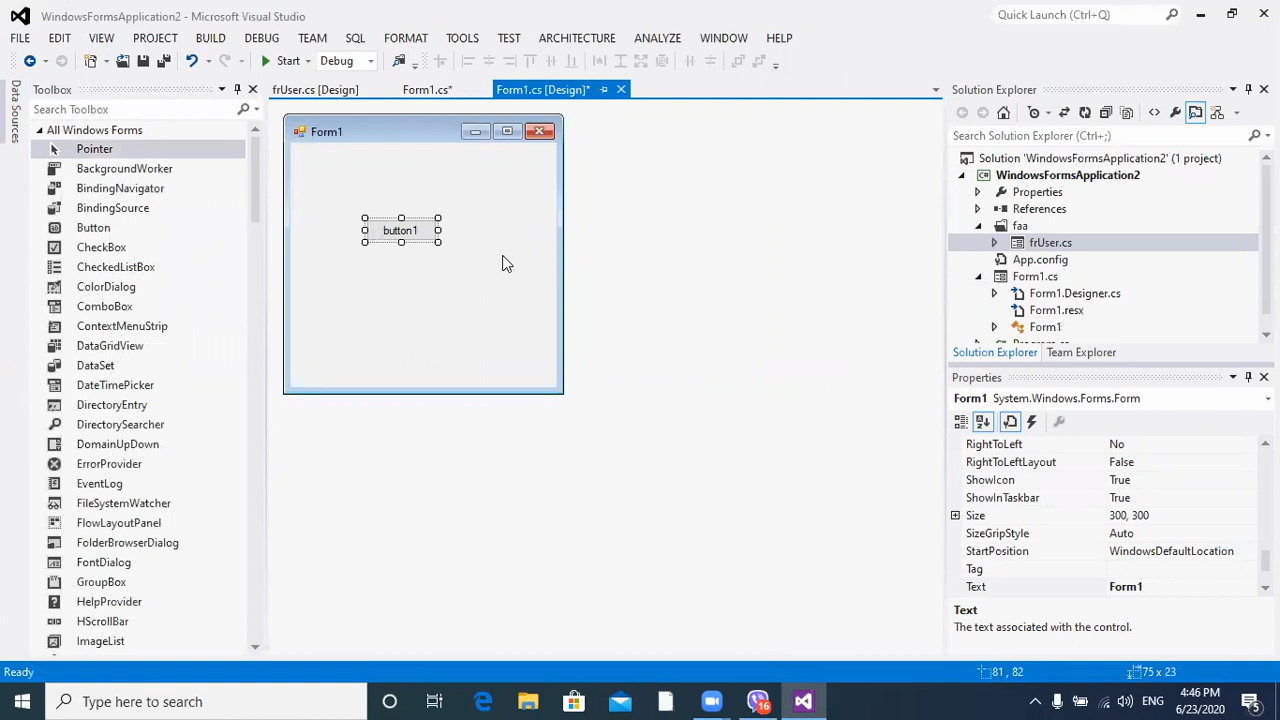 WindowsFormsApplication2 - Microsoft Visual Studio
Quick Launch (Ctrl+Q)
FILE EDIT VIEW PROJECT BUILD DEBUG TEAM SQL FORMAT TOOLS TEST ARCHITECTURE ANALYZE WINDOW HELP
Start Debug
Data Sources
Toolbox
Search Toolbox
All Windows Forms
Pointer
BackgroundWorker
BindingNavigator
BindingSource
Button
CheckBox
CheckedListBox
ColorDialog
ComboBox
ContextMenuStrip
DataGridView
DataSet
DateTimePicker
DirectoryEntry
DirectorySearcher
DomainUpDown
ErrorProvider
EventLog
FileSystemWatcher
FlowLayoutPanel
FolderBrowserDialog
FontDialog
GroupBox
HelpProvider
HScrollBar
ImageList
frUser.cs [Design] Form1.cs* Form1.cs [Design]*
Form1
button1
Solution Explorer
Search Solution Explorer (Ctrl+;)
Solution 'WindowsFormsApplication2' (1 project)
WindowsFormsApplication2
Properties
References
faa
frUser.cs
App.config
Form1.cs
Form1.Designer.cs
Form1.resx
Form1
Solution Explorer Team Explorer
Properties
Form1 System.Windows.Forms.Form
RightToLeft No
RightToLeftLayout False
ShowIcon True
ShowInTaskbar True
Size 300, 300
SizeGripStyle Auto
StartPosition WindowsDefaultLocation
Tag
Text Form1
Text
The text associated with the control.
Ready 81 , 82 75 x 23
Type here to search
16
ENG
4:46 PM
6/23/2020
5